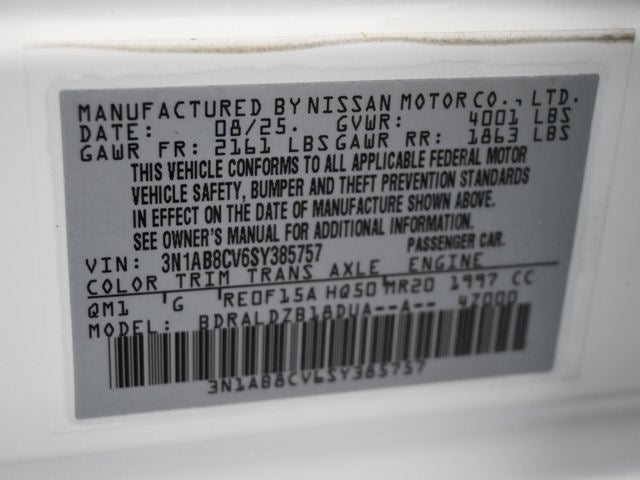 MANUFACTURED BY NISSAN MOTOR CO., LTD.
DATE: 08/25. GVWR: 4001 LBS
GAWR FR: 2161 LBS GAWR RR: 1863 LBS
THIS VEHICLE CONFORMS TO ALL APPLICABLE FEDERAL MOTOR
VEHICLE SAFETY, BUMPER AND THEFT PREVENTION STANDARDS
IN EFFECT ON THE DATE OF MANUFACTURE SHOWN ABOVE.
SEE OWNER'S MANUAL FOR ADDITIONAL INFORMATION.
VIN: 3N1AB8CV6SY385757 PASSENGER CAR.
COLOR TRIM TRANS AXLE ENGINE
QM1 G RE0F15A HQ50 MR20 1997 CC
MODEL: BDRALDZB18DUA--A-- 47000
3N1AB8CV6SY385757